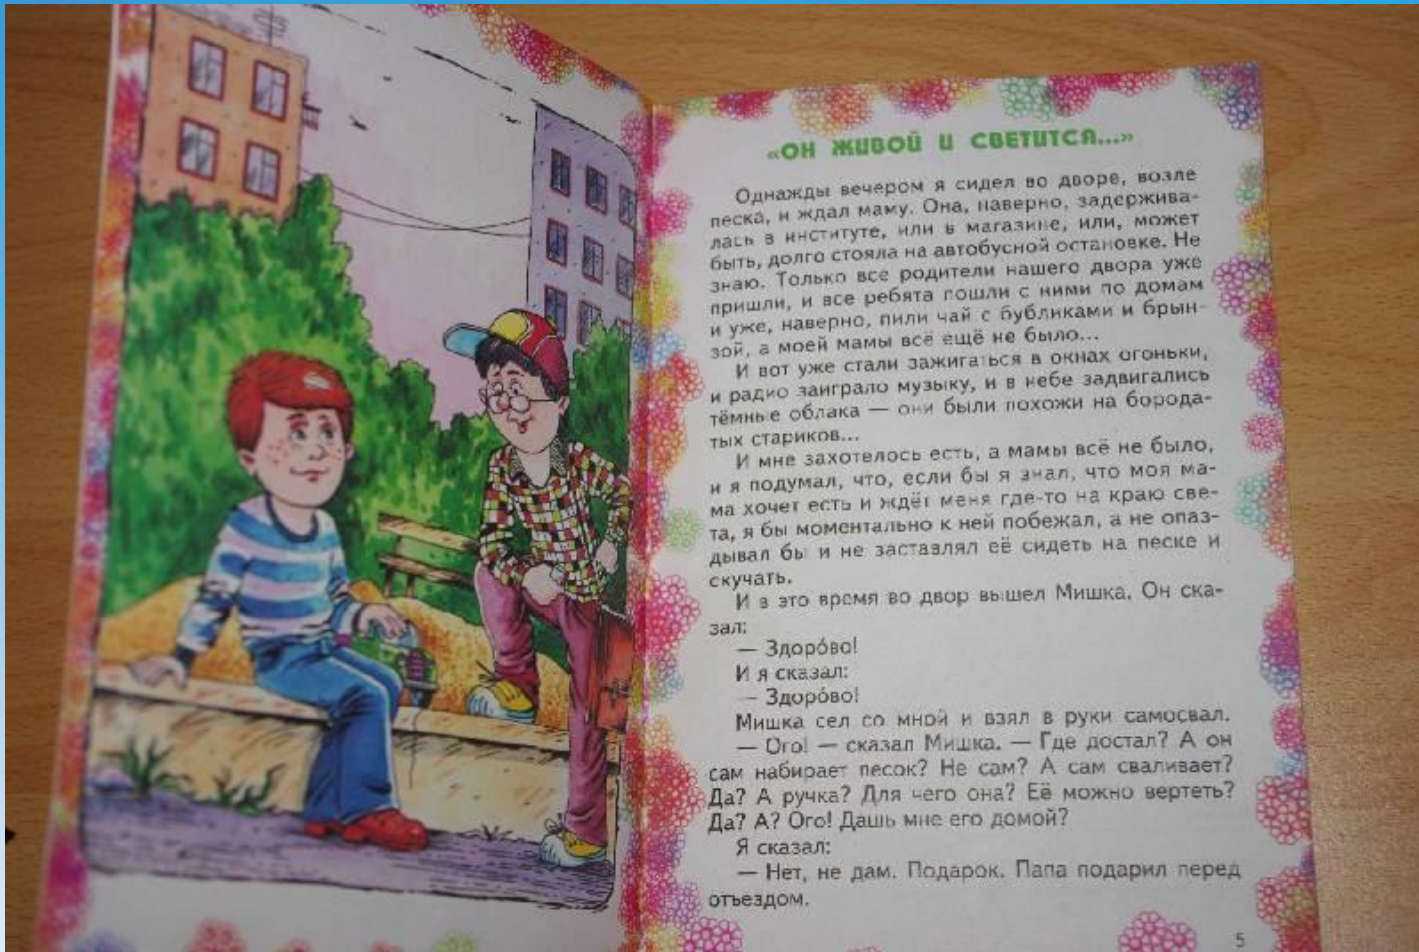 «ОН ЖИВОЙ И СВЕТИТСЯ...»
Однажды вечером я сидел во дворе, возле
песка, и ждал маму. Она, наверно, задержива-
лась в институте, или в магазине, или, может
быть, долго стояла на автобусной остановке. Не
знаю. Только все родители нашего двора уже
пришли, и все ребята пошли с ними по домам
и уже, наверно, пили чай с бубликами и брын-
зой, а моей мамы всё ещё не было...
И вот уже стали зажигаться в окнах огоньки,
и радио заиграло музыку, и в небе задвигались
тёмные облака — они были похожи на борода-
тых стариков...
И мне захотелось есть, а мамы всё не было,
и я подумал, что, если бы я знал, что моя ма-
ма хочет есть и ждёт меня где-то на краю све-
та, я бы моментально к ней побежал, а не опаз-
дывал бы и не заставлял её сидеть на песке и
скучать.
И в это время во двор вышел Мишка. Он ска-
зал:
— Здоро́во!
И я сказал:
— Здоро́во!
Мишка сел со мной и взял в руки самосвал.
— Ого! — сказал Мишка. — Где достал? А он
сам набирает песок? Не сам? А сам сваливает?
Да? А ручка? Для чего она? Её можно вертеть?
Да? А? Ого! Дашь мне его домой?
Я сказал:
— Нет, не дам. Подарок. Папа подарил перед
отъездом.
5